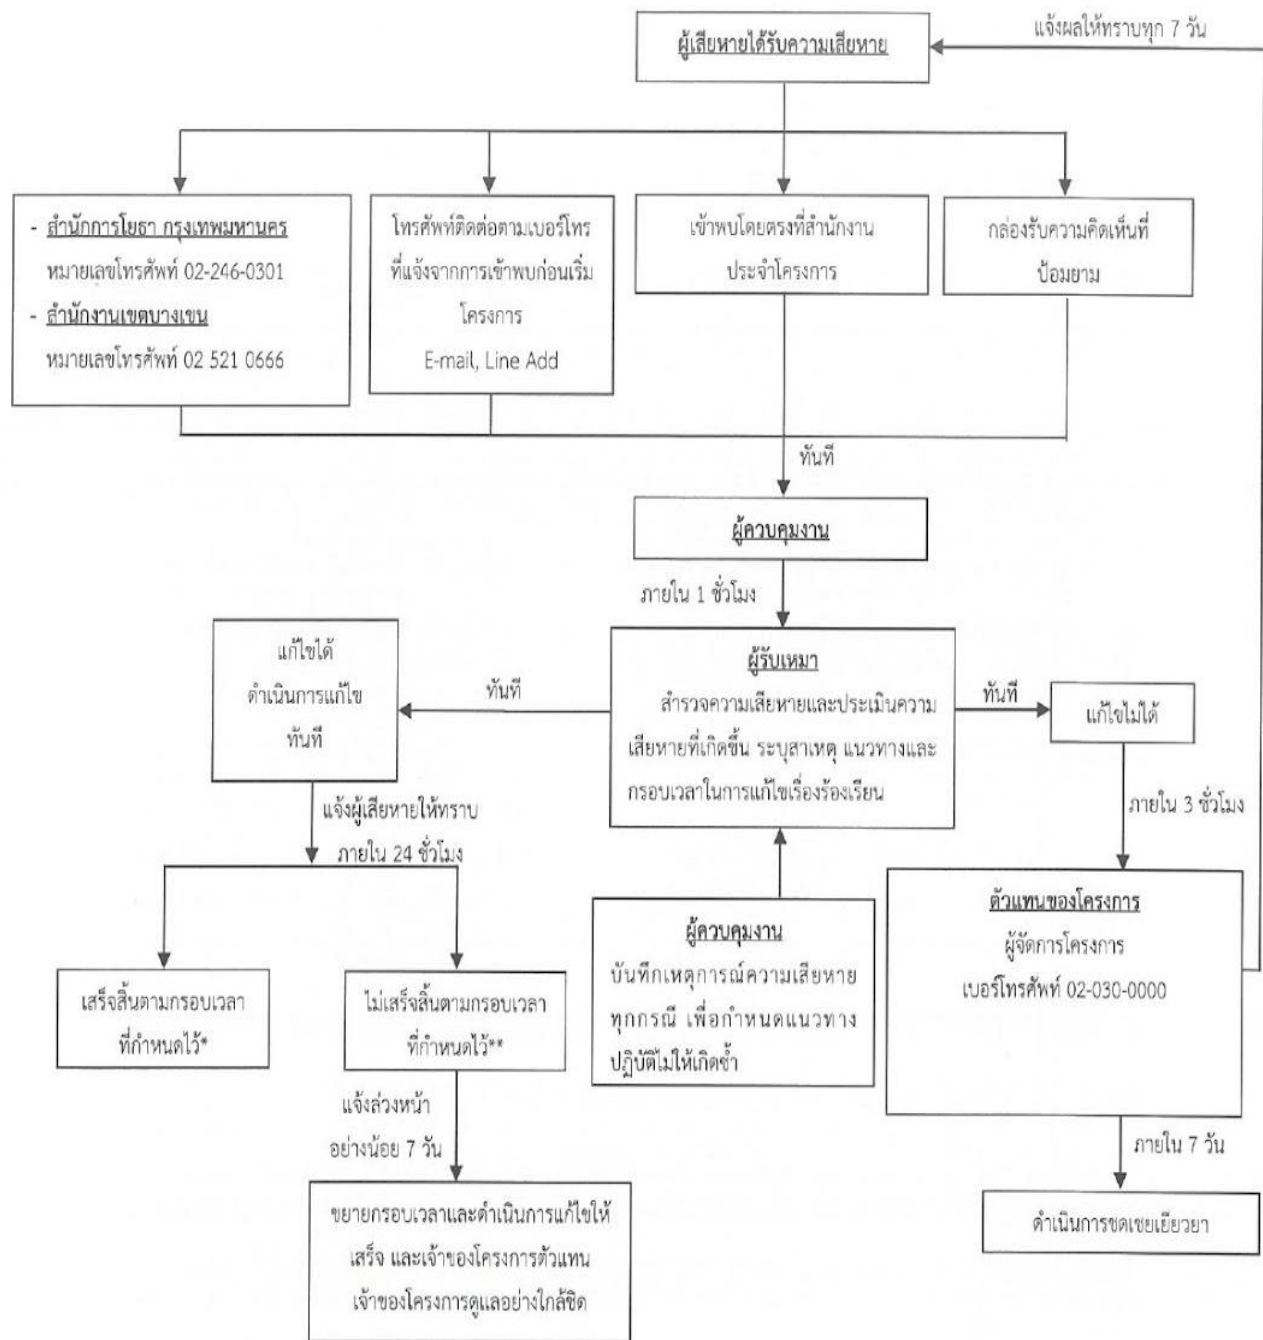 แจ้งผลให้ทราบทุก 7 วัน
ผู้เสียหายได้รับความเสียหาย
- สำนักการโยธา กรุงเทพมหานคร
หมายเลขโทรศัพท์ 02-246-0301
- สำนักงานเขตบางเขน
หมายเลขโทรศัพท์ 02 521 0666
โทรศัพท์ติดต่อตามเบอร์โทร
ที่แจ้งจากการเข้าพบก่อนเริ่ม
โครงการ
E-mail, Line Add
เข้าพบโดยตรงที่สำนักงาน
ประจำโครงการ
กล่องรับความคิดเห็นที่
ป้อมยาม
ทันที
ผู้ควบคุมงาน
ภายใน 1 ชั่วโมง
ผู้รับเหมา
สำรวจความเสียหายและประเมินความ
เสียหายที่เกิดขึ้น ระบุสาเหตุ แนวทางและ
กรอบเวลาในการแก้ไขเรื่องร้องเรียน
ทันที
แก้ไขได้
ดำเนินการแก้ไข
ทันที
ทันที
แก้ไขไม่ได้
แจ้งผู้เสียหายให้ทราบ
ภายใน 24 ชั่วโมง
ภายใน 3 ชั่วโมง
เสร็จสิ้นตามกรอบเวลา
ที่กำหนดไว้*
ไม่เสร็จสิ้นตามกรอบเวลา
ที่กำหนดไว้**
ผู้ควบคุมงาน
บันทึกเหตุการณ์ความเสียหาย
ทุกกรณี เพื่อกำหนดแนวทาง
ปฏิบัติไม่ให้เกิดซ้ำ
ตัวแทนของโครงการ
ผู้จัดการโครงการ
เบอร์โทรศัพท์ 02-030-0000
แจ้งล่วงหน้า
อย่างน้อย 7 วัน
ภายใน 7 วัน
ขยายกรอบเวลาและดำเนินการแก้ไขให้
เสร็จ และเจ้าของโครงการตัวแทน
เจ้าของโครงการดูแลอย่างใกล้ชิด
ดำเนินการชดเชยเยียวยา